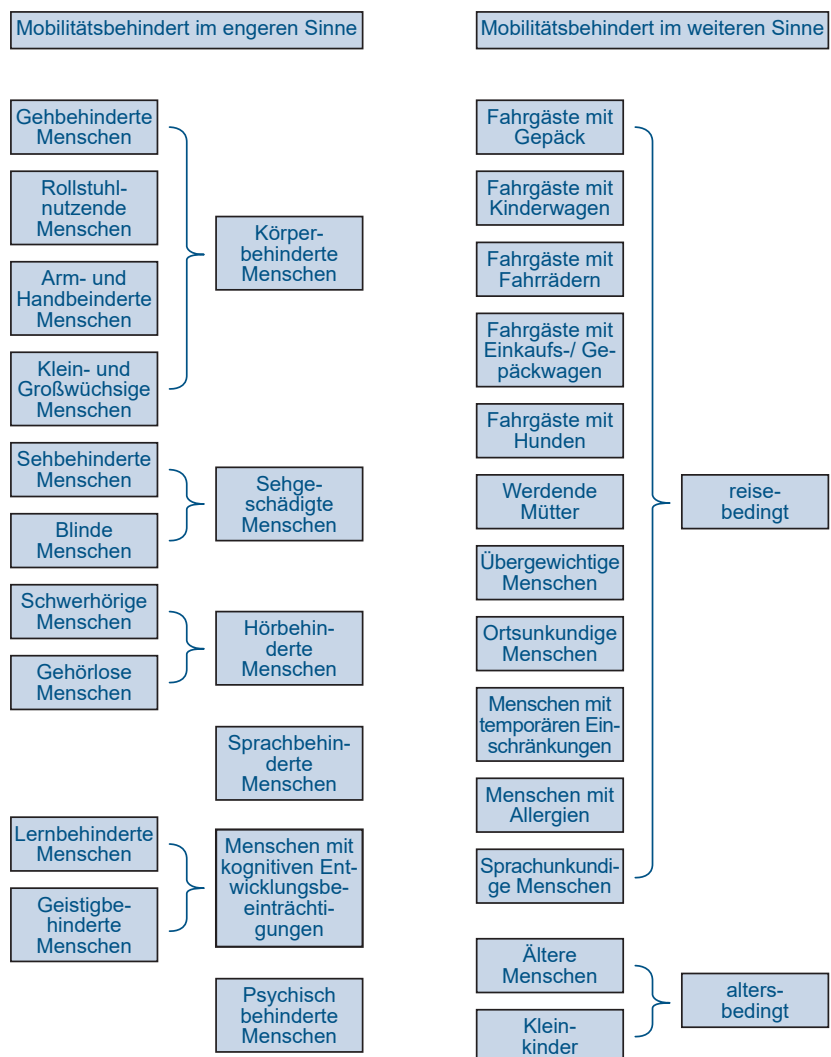 Mobilitätsbehindert im engeren Sinne
Gehbehinderte
Menschen
Rollstuhl-
nutzende
Menschen
Arm- und
Handbeinderte
Menschen
Klein- und
Großwüchsige
Menschen
Körper-
behinderte
Menschen
Sehbehinderte
Menschen
Blinde
Menschen
Sehge-
schädigte
Menschen
Schwerhörige
Menschen
Gehörlose
Menschen
Hörbehin-
derte
Menschen
Sprachbehin-
derte
Menschen
Lernbehinderte
Menschen
Geistigbe-
hinderte
Menschen
Menschen mit
kognitiven Ent-
wicklungsbe-
einträchti-
gungen
Psychisch
behinderte
Menschen
Mobilitätsbehindert im weiteren Sinne
Fahrgäste mit
Gepäck
Fahrgäste mit
Kinderwagen
Fahrgäste mit
Fahrrädern
Fahrgäste mit
Einkaufs-/ Ge-
päckwagen
Fahrgäste mit
Hunden
Werdende
Mütter
Übergewichtige
Menschen
Ortsunkundige
Menschen
Menschen mit
temporären Ein-
schränkungen
Menschen mit
Allergien
Sprachunkundi-
ge Menschen
reise-
bedingt
Ältere
Menschen
Klein-
kinder
alters-
bedingt